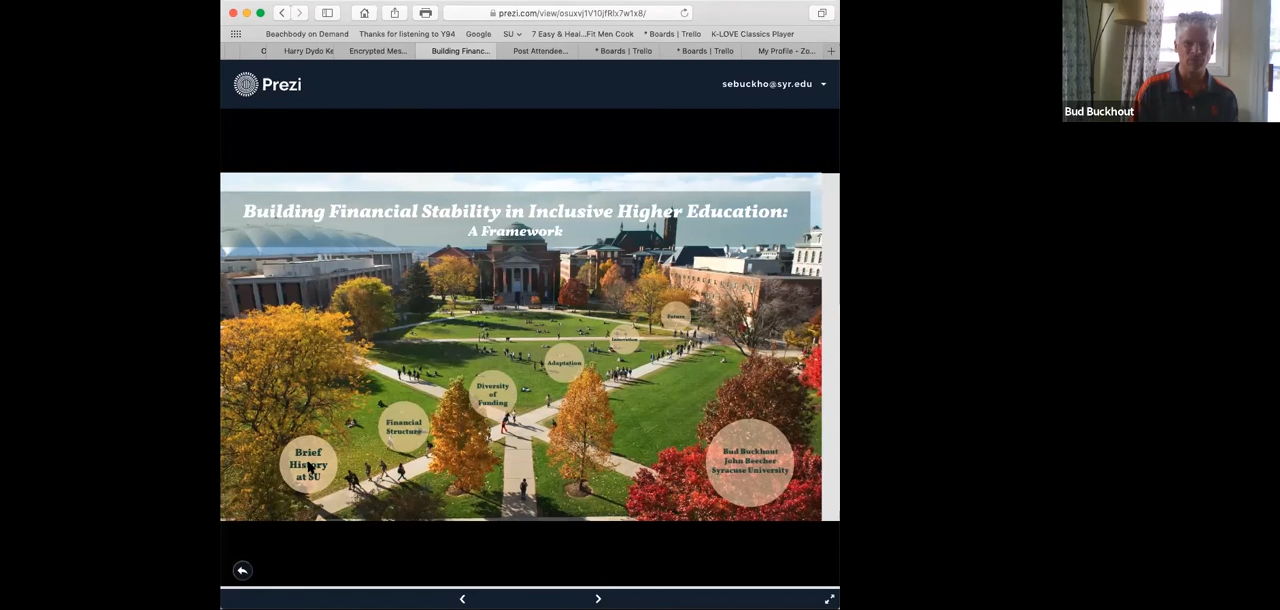 prezi.com/view/osuxvj1V10jfRlx7w1x8/
Beachbody on Demand Thanks for listening to Y94 Google SU 7 Easy & Heal...Fit Men Cook * Boards | Trello K-LOVE Classics Player
Harry Dydo Ke Encrypted Mes... Building Financ... Post Attendee... * Boards | Trello * Boards | Trello My Profile - Zo...
Prezi
sebuckho@syr.edu
Bud Buckhout
Building Financial Stability in Inclusive Higher Education:
A Framework
Future
Innovation
Adaptation
Diversity
of
Funding
Financial
Structure
Brief
History
at SU
Bud Buckhout
John Beecher
Syracuse University